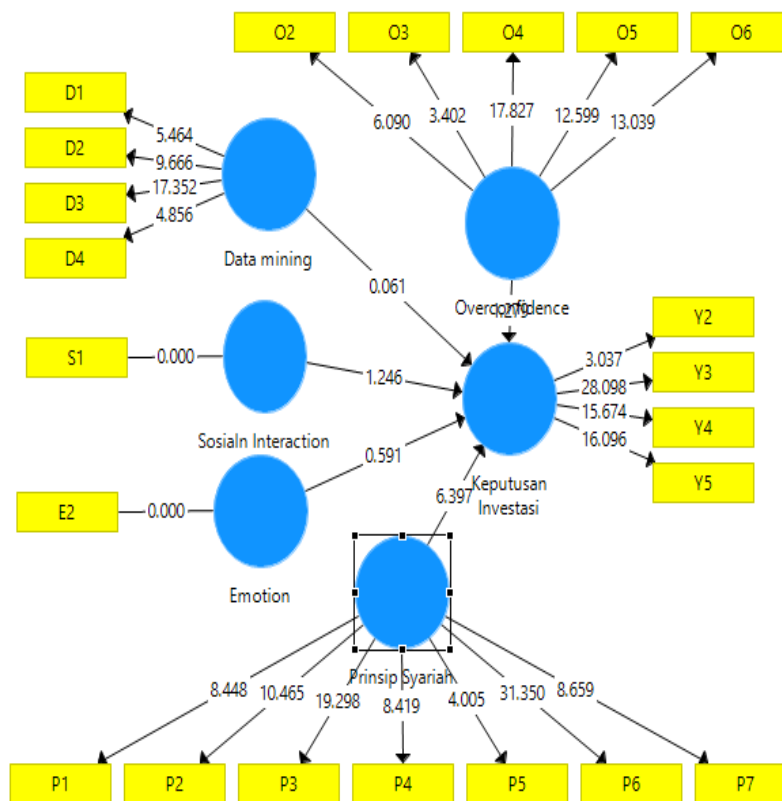 O2
O3
O4
O5
O6
D1
D2
D3
D4
5.464
9.666
17.352
4.856
6.090
3.402
17.827
12.599
13.039
Data mining
0.061
Overconfidence
S1
0.000
1.246
Sosialn Interaction
Y2
Y3
Y4
Y5
3.037
28.098
15.674
16.096
Keputusan
Investasi
0.591
6.397
E2
0.000
Emotion
Prinsip Syariah
8.448
10.465
19.298
8.419
4.005
31.350
8.659
P1
P2
P3
P4
P5
P6
P7